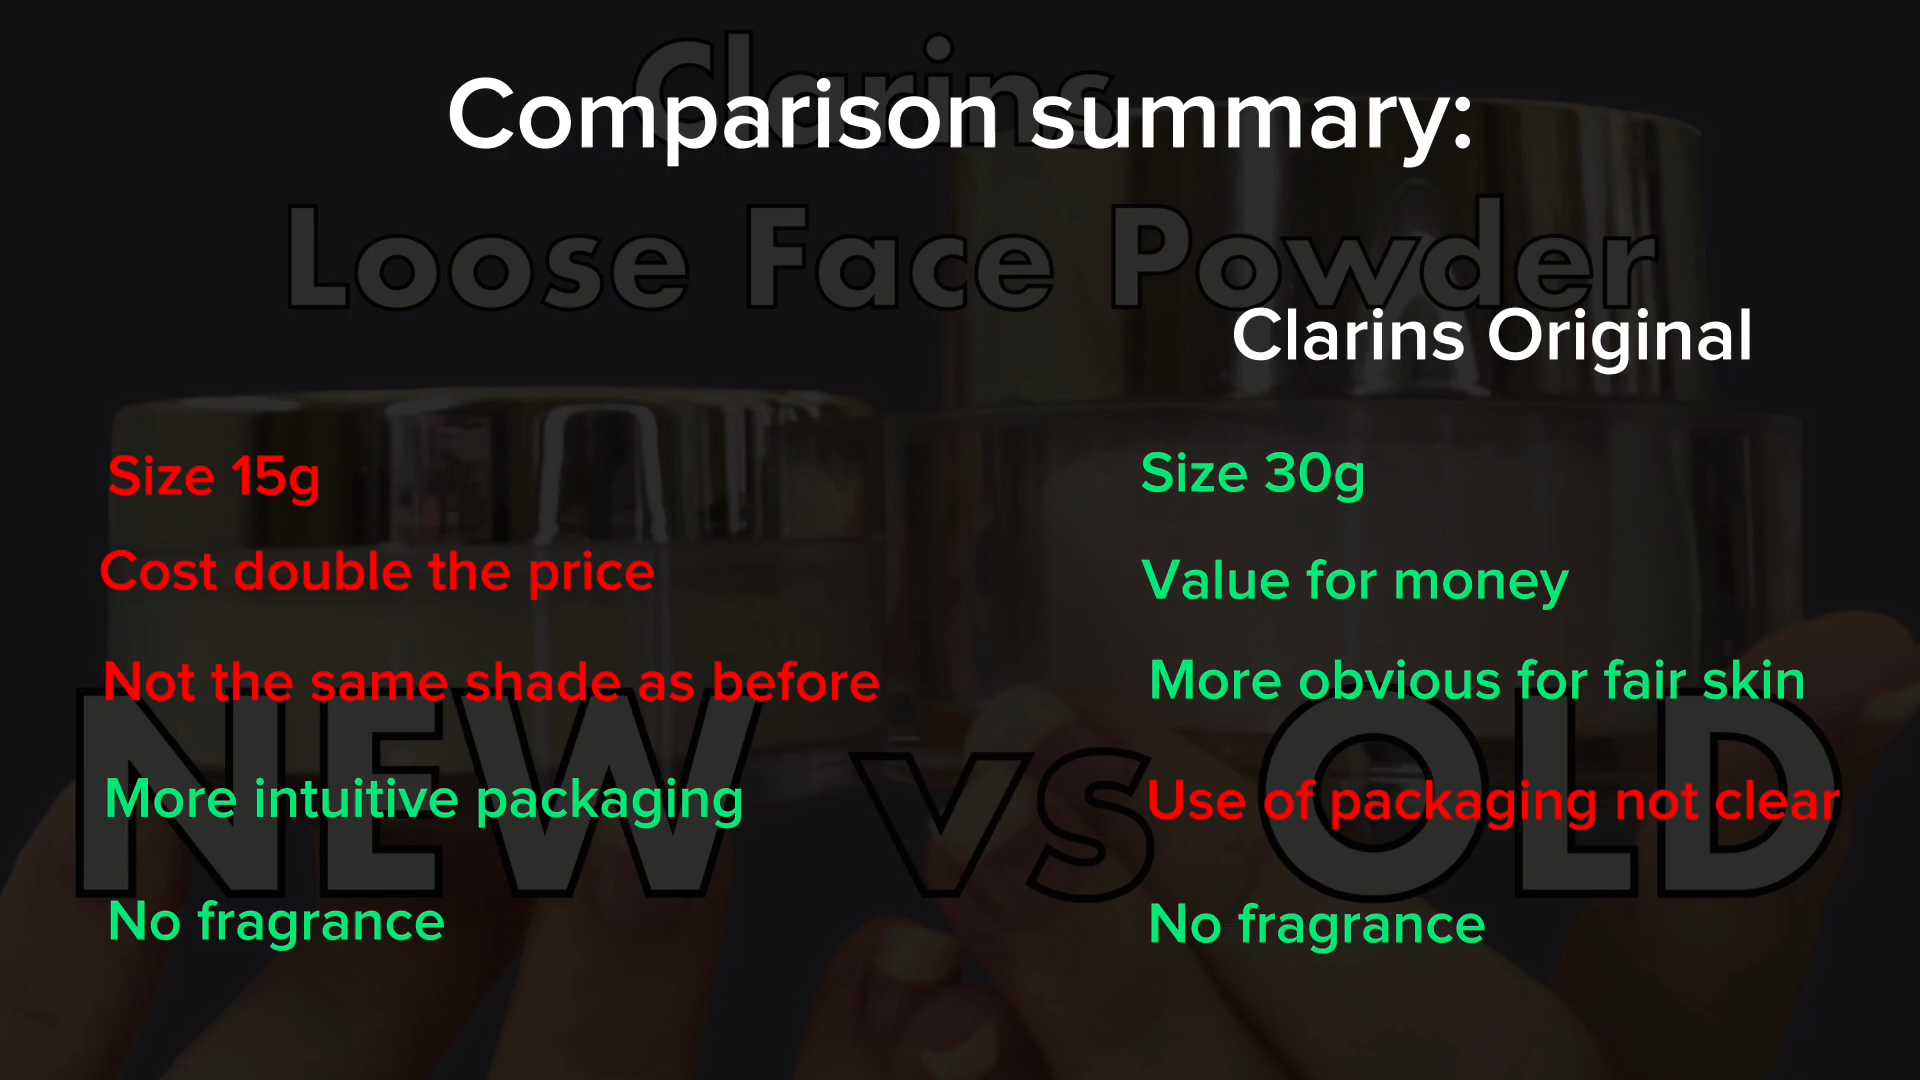 Clarins
Comparison summary:
Loose Face Powder
Clarins Original
Size 15g
Size 30g
Cost double the price
Value for money
Not the same shade as before
More obvious for fair skin
NEW vs OLD
More intuitive packaging
Use of packaging not clear
No fragrance
No fragrance